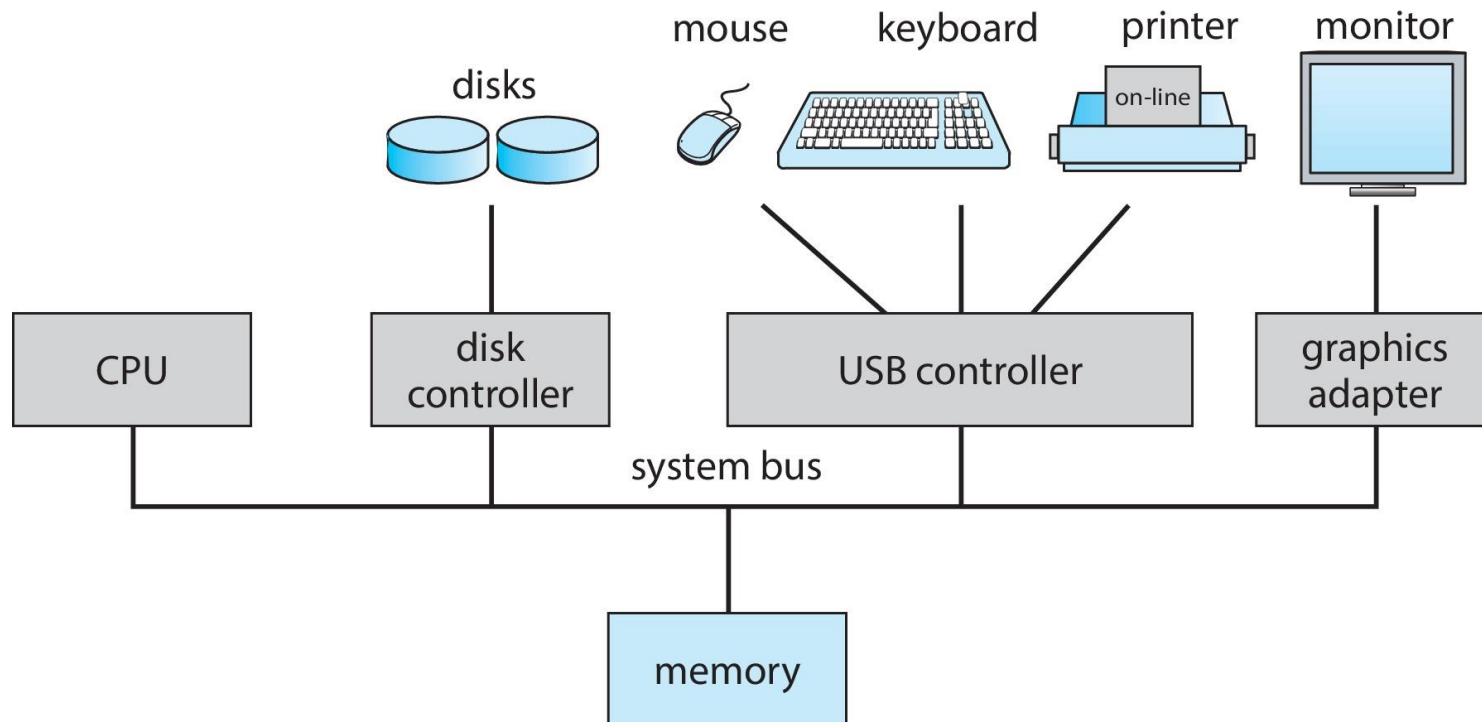 mouse
keyboard
printer
monitor
disks
on-line
CPU
disk
controller
USB controller
graphics
adapter
system bus
memory